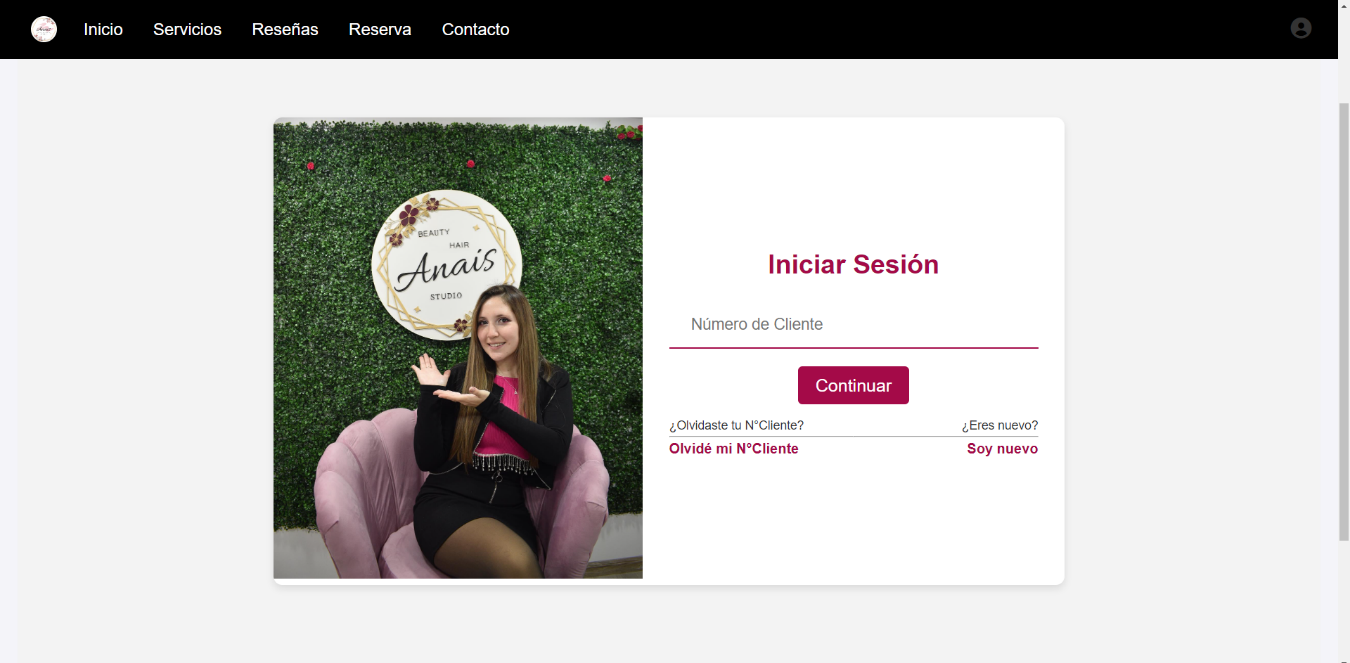 Inicio Servicios Reseñas Reserva Contacto
BEAUTY
HAIR
Anais
STUDIO
Iniciar Sesión
Número de Cliente
Continuar
¿Olvidaste tu N°Cliente? ¿Eres nuevo?
Olvidé mi N°Cliente Soy nuevo